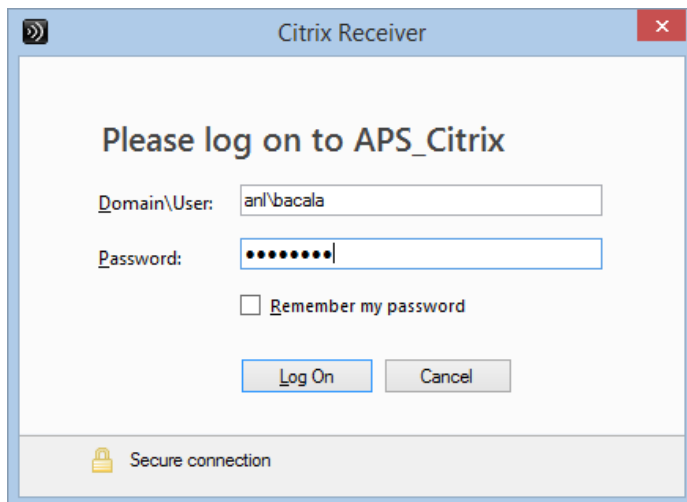 Citrix Receiver
Please log on to APS_Citrix
Domain\User: anl\bacala
Password: ●●●●●●●●
Remember my password
Log On Cancel
Secure connection